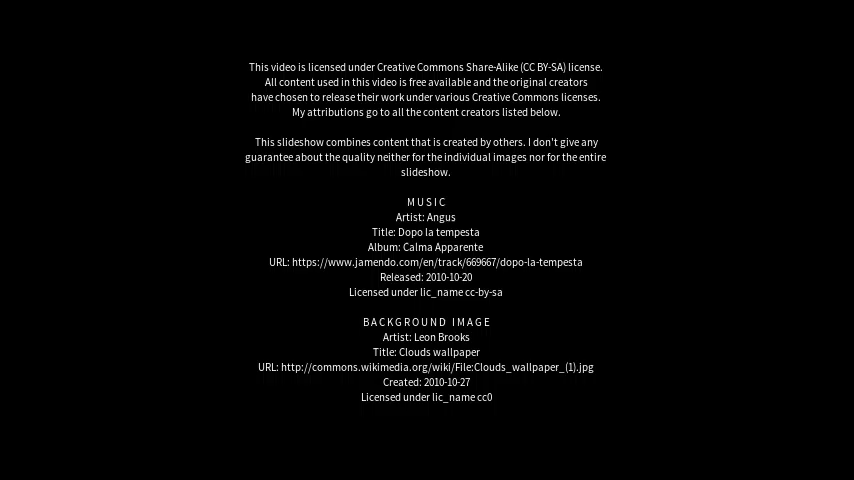 This video is licensed under Creative Commons Share-Alike (CC BY-SA) license.
All content used in this video is free available and the original creators
have chosen to release their work under various Creative Commons licenses.
My attributions go to all the content creators listed below.
This slideshow combines content that is created by others. I don't give any
guarantee about the quality neither for the individual images nor for the entire
slideshow.
MUSIC
Artist: Angus
Title: Dopo la tempesta
Album: Calma Apparente
URL: https://www.jamendo.com/en/track/669667/dopo-la-tempesta
Released: 2010-10-20
Licensed under lic_name cc-by-sa
BACKGROUND IMAGE
Artist: Leon Brooks
Title: Clouds wallpaper
URL: http://commons.wikimedia.org/wiki/File:Clouds_wallpaper_(1).jpg
Created: 2010-10-27
Licensed under lic_name cc0